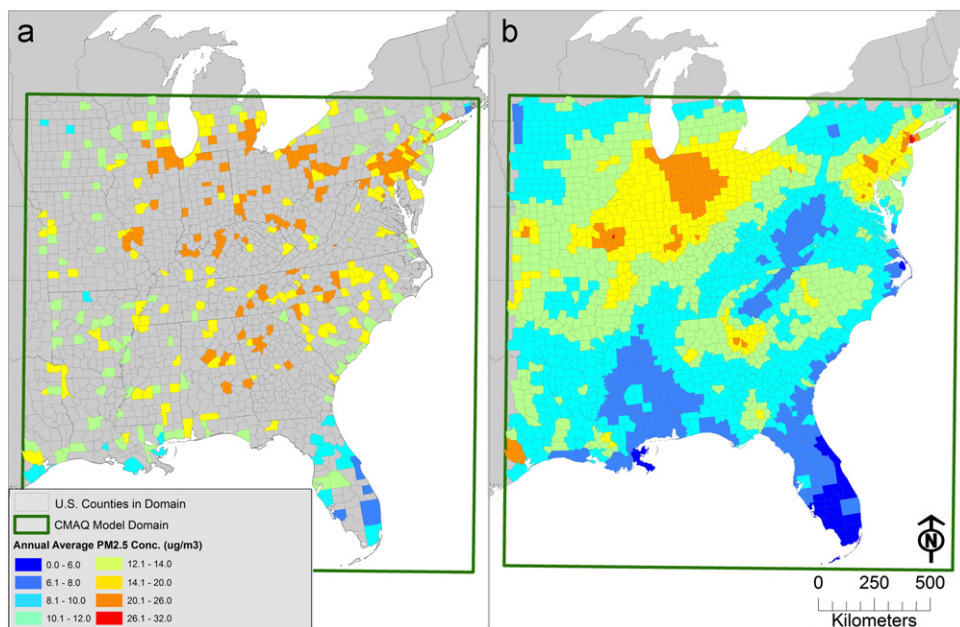 a
b
U.S. Counties in Domain
CMAQ Model Domain
Annual Average PM2.5 Conc. (ug/m3)
0.0 - 6.0
12.1 - 14.0
6.1 - 8.0
14.1 - 20.0
8.1 - 10.0
20.1 - 26.0
10.1 - 12.0
26.1 - 32.0
N
0 250 500
Kilometers